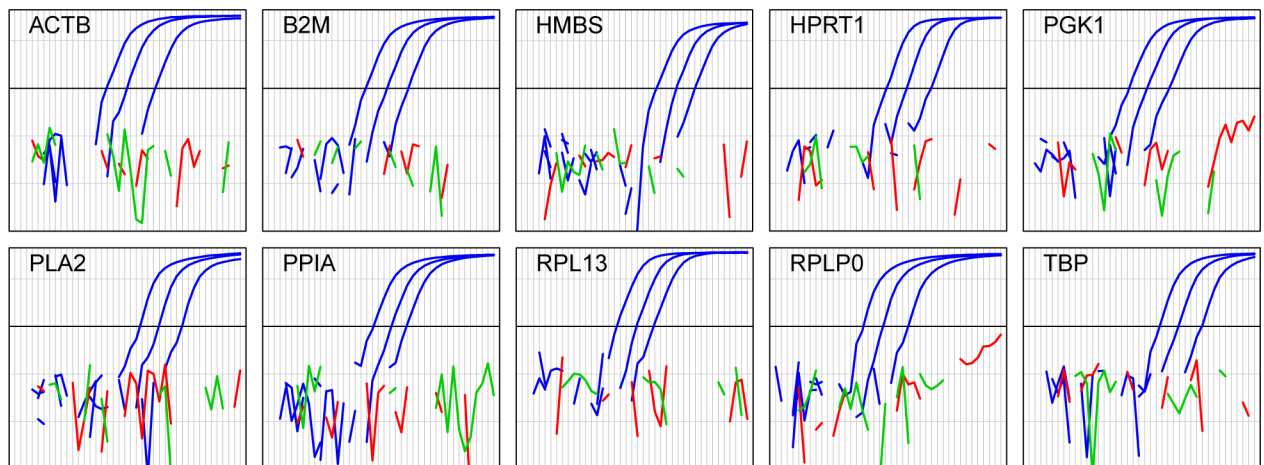 ACTB
B2M
HMBS
HPRT1
PGK1
PLA2
PPIA
RPL13
RPLP0
TBP